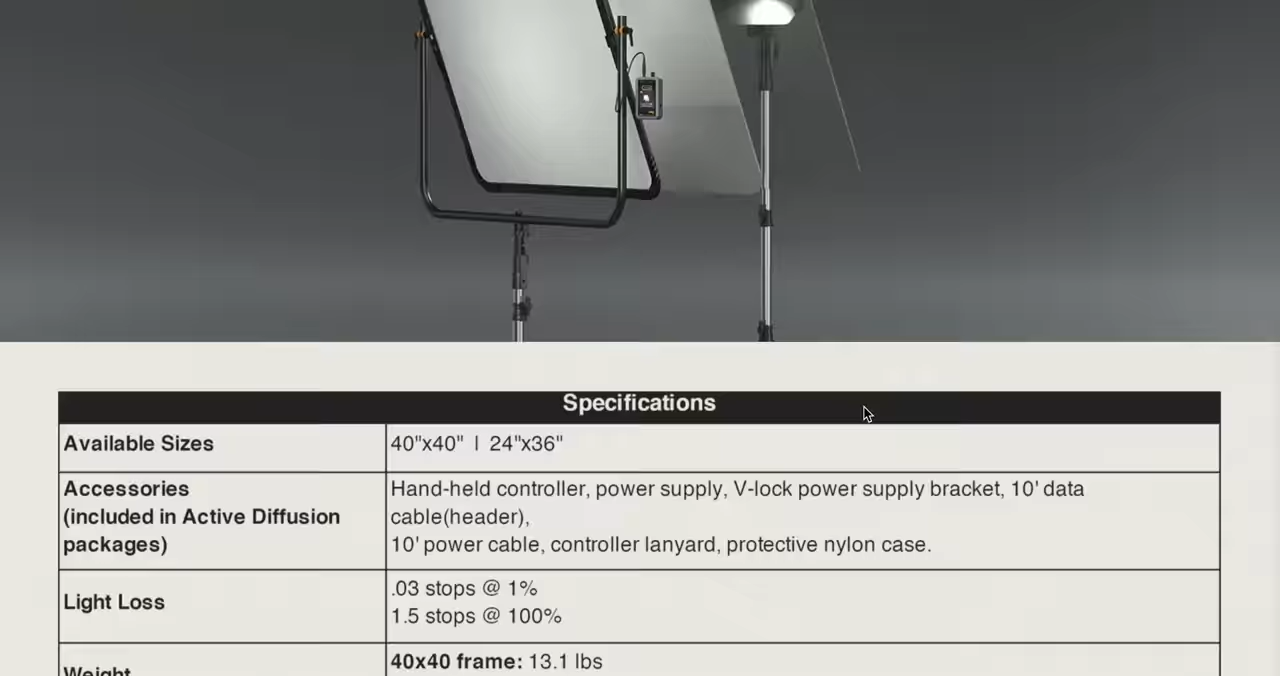 Specifications
Available Sizes
40"x40" | 24"x36"
Accessories
(included in Active Diffusion
packages)
Hand-held controller, power supply, V-lock power supply bracket, 10' data
cable(header),
10' power cable, controller lanyard, protective nylon case.
Light Loss
.03 stops @ 1%
1.5 stops @ 100%
Weight
40x40 frame: 13.1 lbs